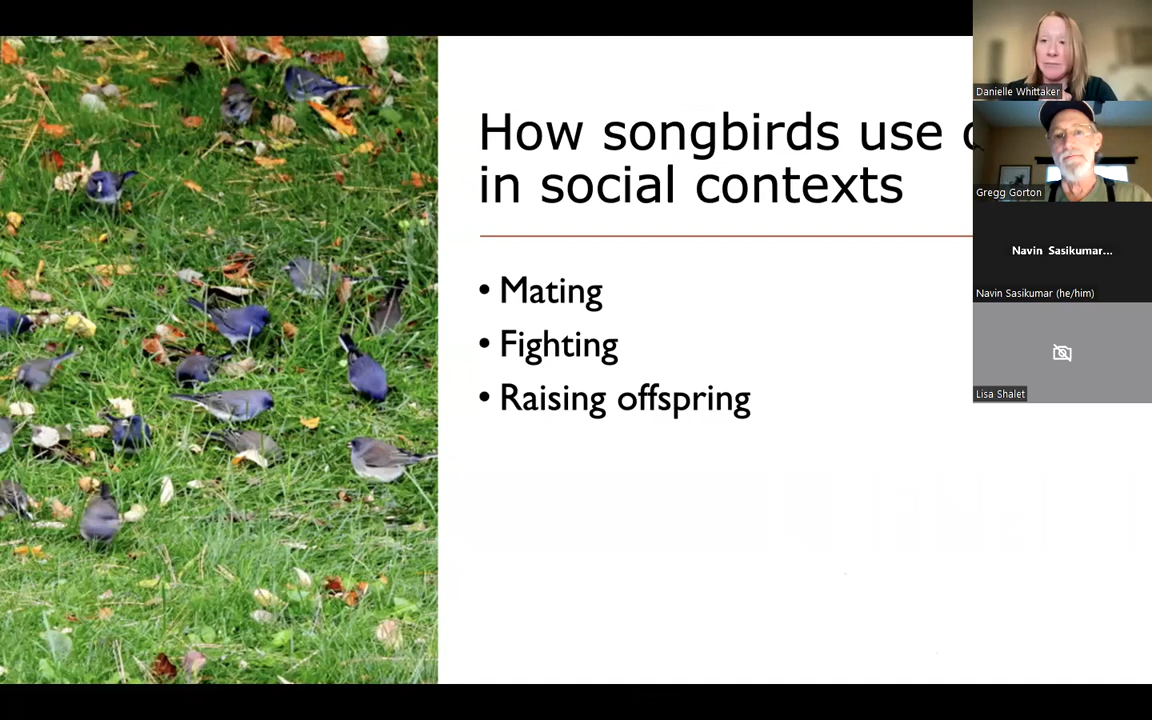 How songbirds use
in social contexts
• Mating
• Fighting
• Raising offspring
Danielle Whittaker
Gregg Gorton
Navin Sasikumar...
Navin Sasikumar (he/him)
Lisa Shalet